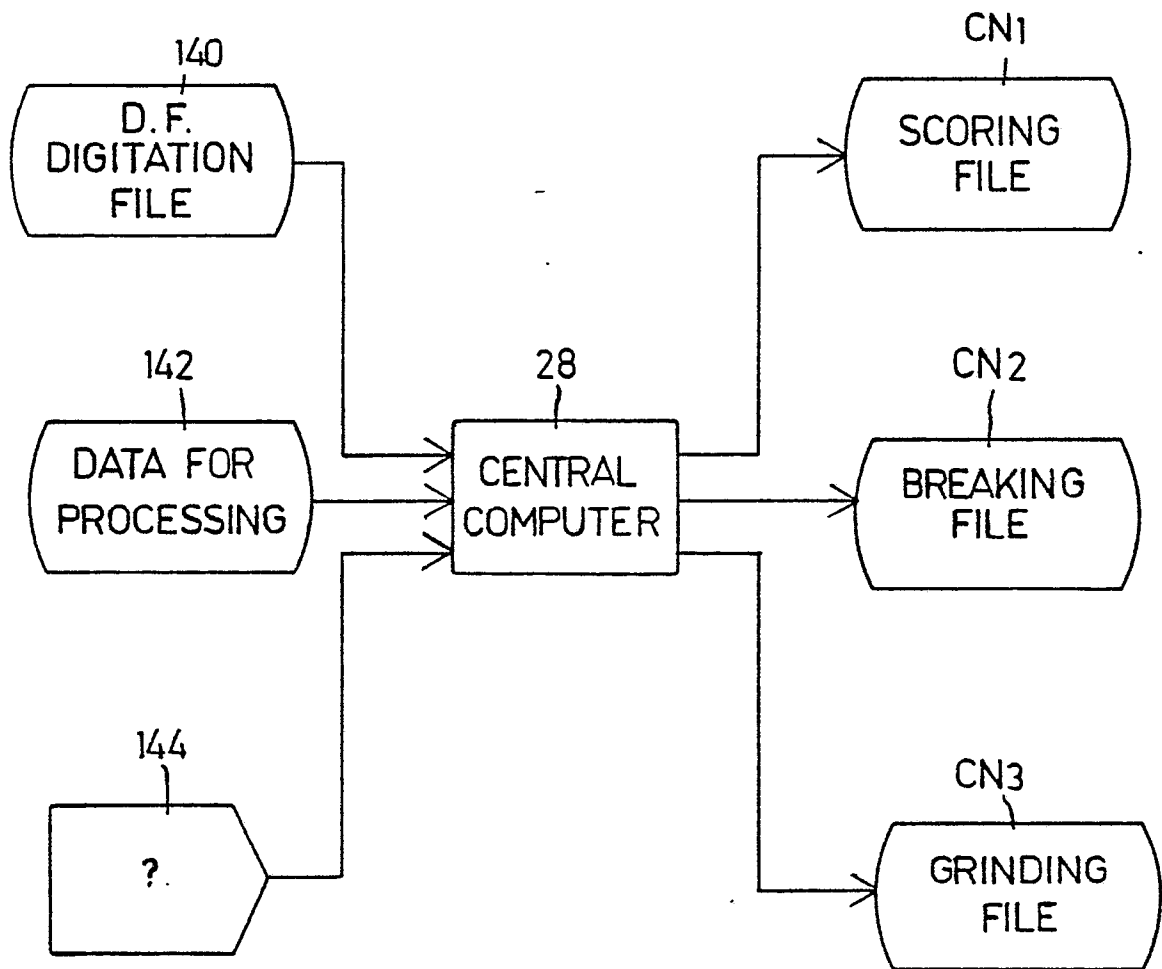 140
D. F.
DIGITATION
FILE
CN1
SCORING
FILE
142
DATA FOR
PROCESSING
28
CENTRAL
COMPUTER
CN2
BREAKING
FILE
144
?
CN3
GRINDING
FILE